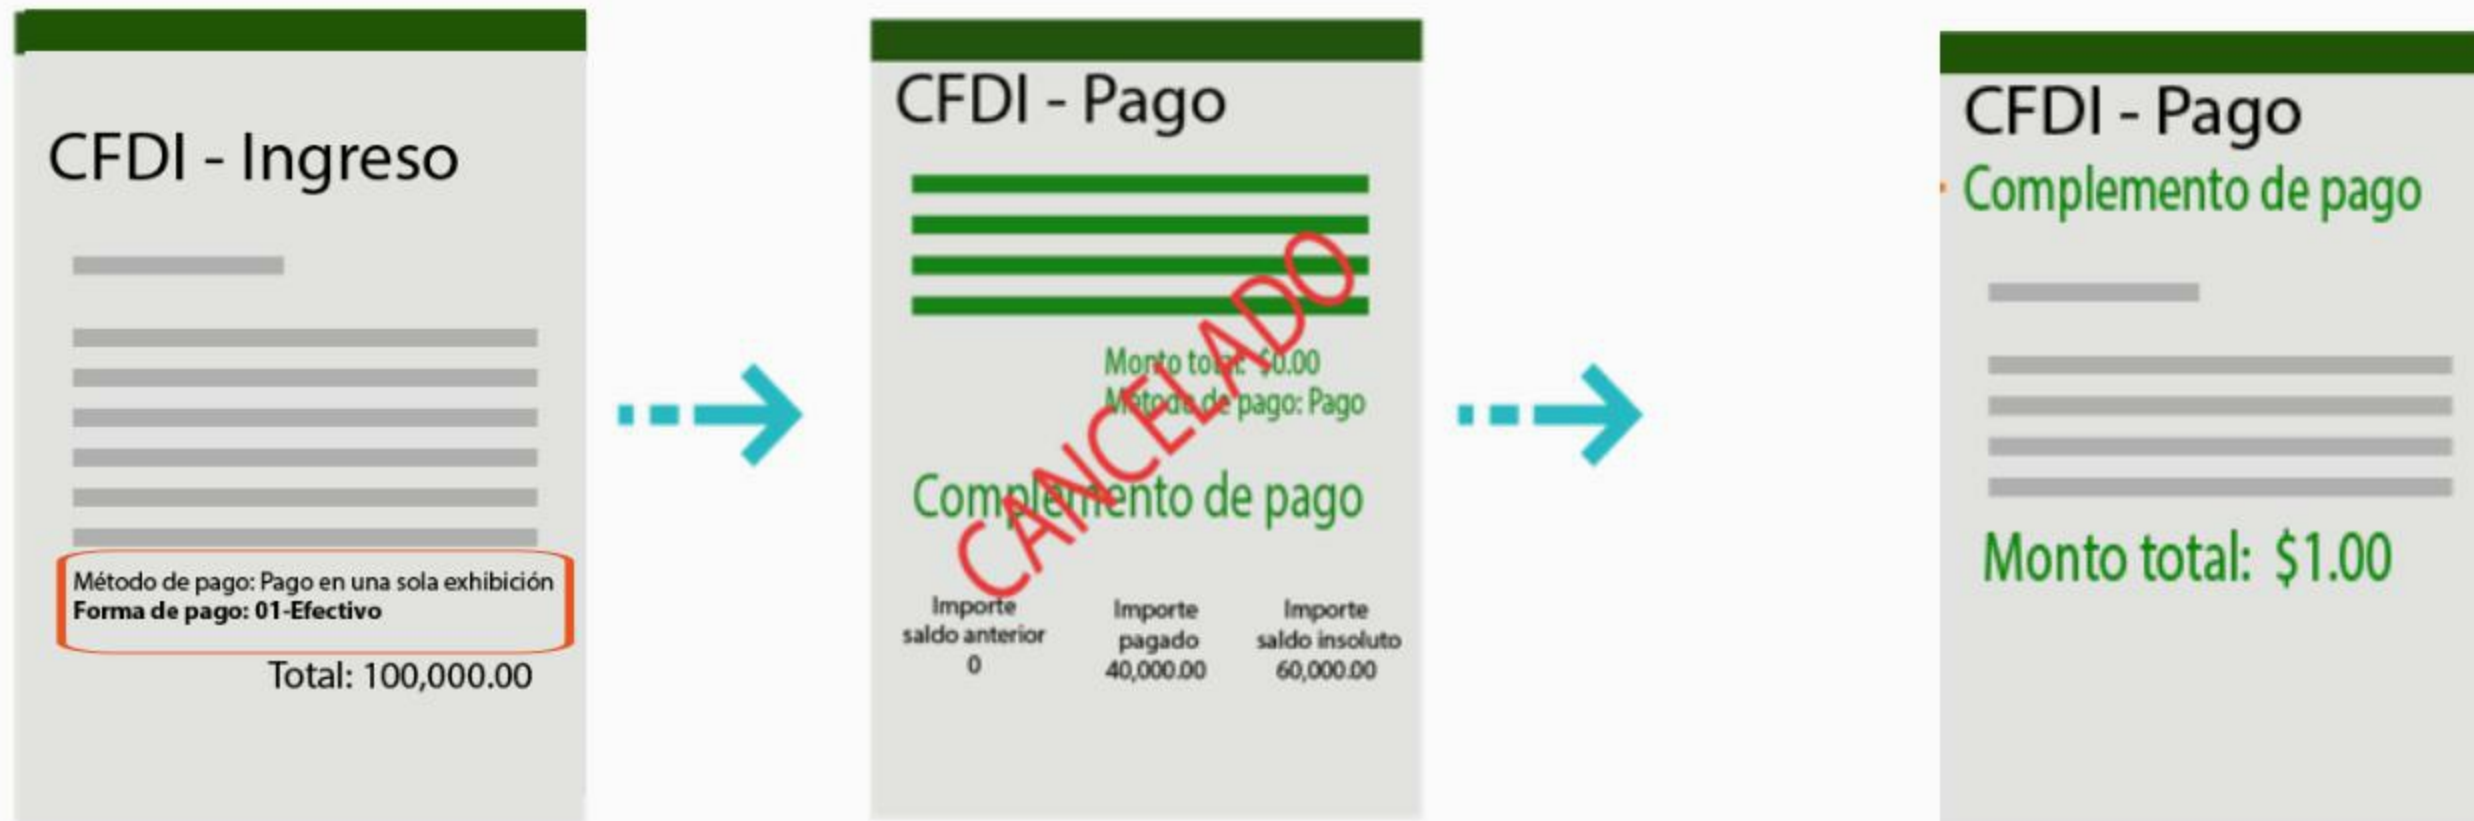 CFDI - Ingreso
Método de pago: Pago en una sola exhibición
Forma de pago: 01-Efectivo
Total: 100,000.00
CFDI - Pago
Monto total: $0.00
Método de pago: Pago
CANCELADO
Complemento de pago
Importe
saldo anterior
0
Importe
pagado
40,000.00
Importe
saldo insoluto
60,000.00
CFDI - Pago
Complemento de pago
Monto total: $1.00